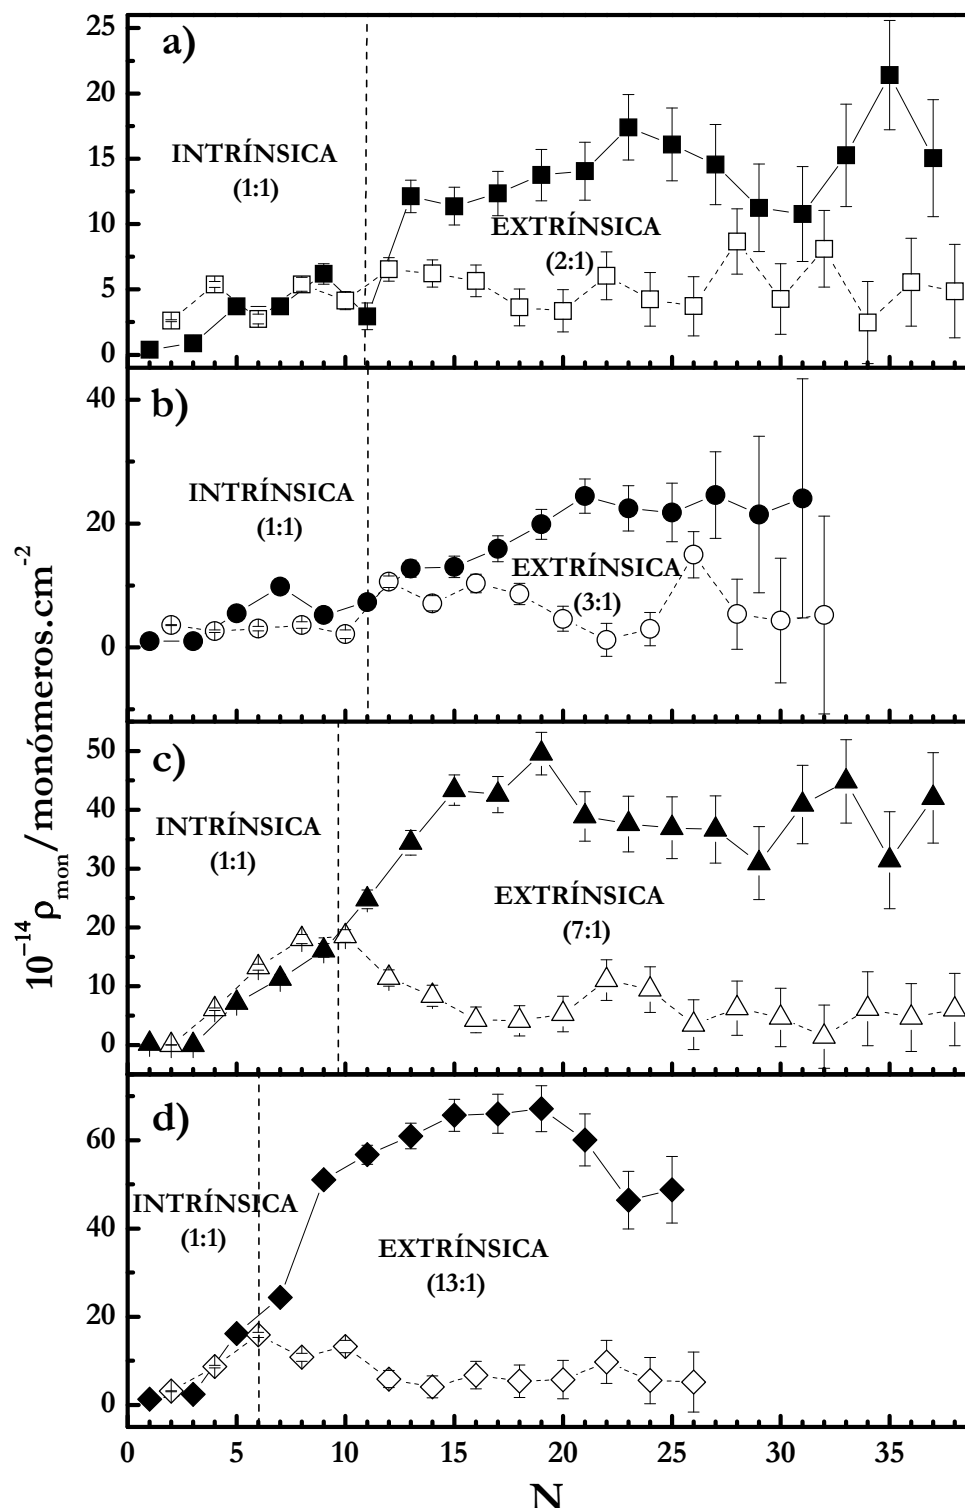 a)
25
20
15
10
5
0
INTRÍNSICA
(1:1)
EXTRÍNSICA
(2:1)
b)
40
20
0
INTRÍNSICA
(1:1)
EXTRÍNSICA
(3:1)
c)
50
40
30
20
10
0
INTRÍNSICA
(1:1)
EXTRÍNSICA
(7:1)
d)
60
40
20
0
INTRÍNSICA
(1:1)
EXTRÍNSICA
(13:1)
0 5 10 15 20 25 30 35
N
10⁻¹⁴ρmon/monómeros.cm⁻²